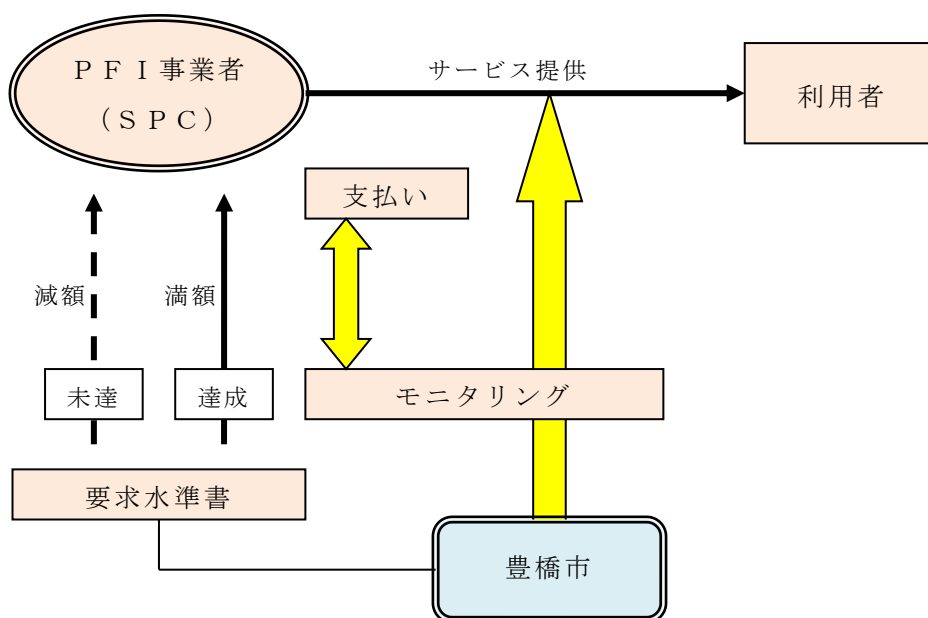 ＰＦＩ事業者
（ＳＰＣ）
サービス提供
利用者
支払い
減額
満額
未達
達成
モニタリング
要求水準書
豊橋市